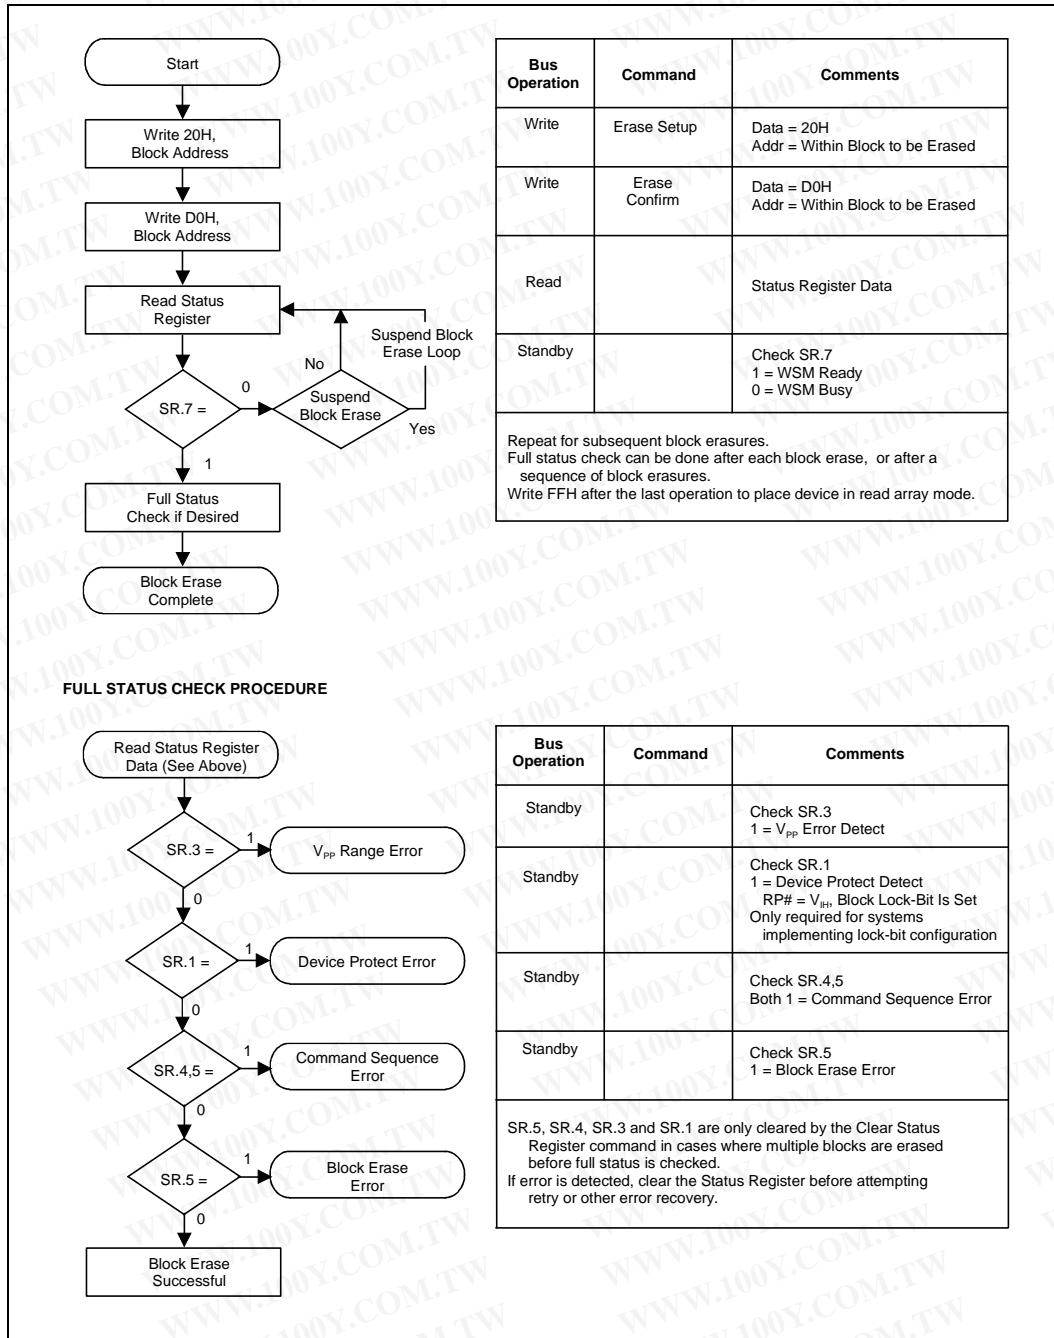 Start
Write 20H,
Block Address
Write D0H,
Block Address
Read Status
Register
Suspend Block
Erase Loop
No
0
SR.7 =
Suspend
Block Erase
Yes
1
Full Status
Check if Desired
Block Erase
Complete
Bus Operation Command Comments
Write Erase Setup Data = 20H
Addr = Within Block to be Erased
Write Erase Confirm Data = D0H
Addr = Within Block to be Erased
Read Status Register Data
Standby Check SR.7
1 = WSM Ready
0 = WSM Busy
Repeat for subsequent block erasures.
Full status check can be done after each block erase, or after a
sequence of block erasures.
Write FFH after the last operation to place device in read array mode.
FULL STATUS CHECK PROCEDURE
Read Status Register
Data (See Above)
SR.3 =
1
VPP Range Error
0
SR.1 =
1
Device Protect Error
0
SR.4,5 =
1
Command Sequence
Error
0
SR.5 =
1
Block Erase
Error
0
Block Erase
Successful
Bus Operation Command Comments
Standby Check SR.3
1 = VPP Error Detect
Standby Check SR.1
1 = Device Protect Detect
RP# = VIH, Block Lock-Bit Is Set
Only required for systems
implementing lock-bit configuration
Standby Check SR.4,5
Both 1 = Command Sequence Error
Standby Check SR.5
1 = Block Erase Error
SR.5, SR.4, SR.3 and SR.1 are only cleared by the Clear Status
Register command in cases where multiple blocks are erased
before full status is checked.
If error is detected, clear the Status Register before attempting
retry or other error recovery.
WWW.100Y.COM.TW